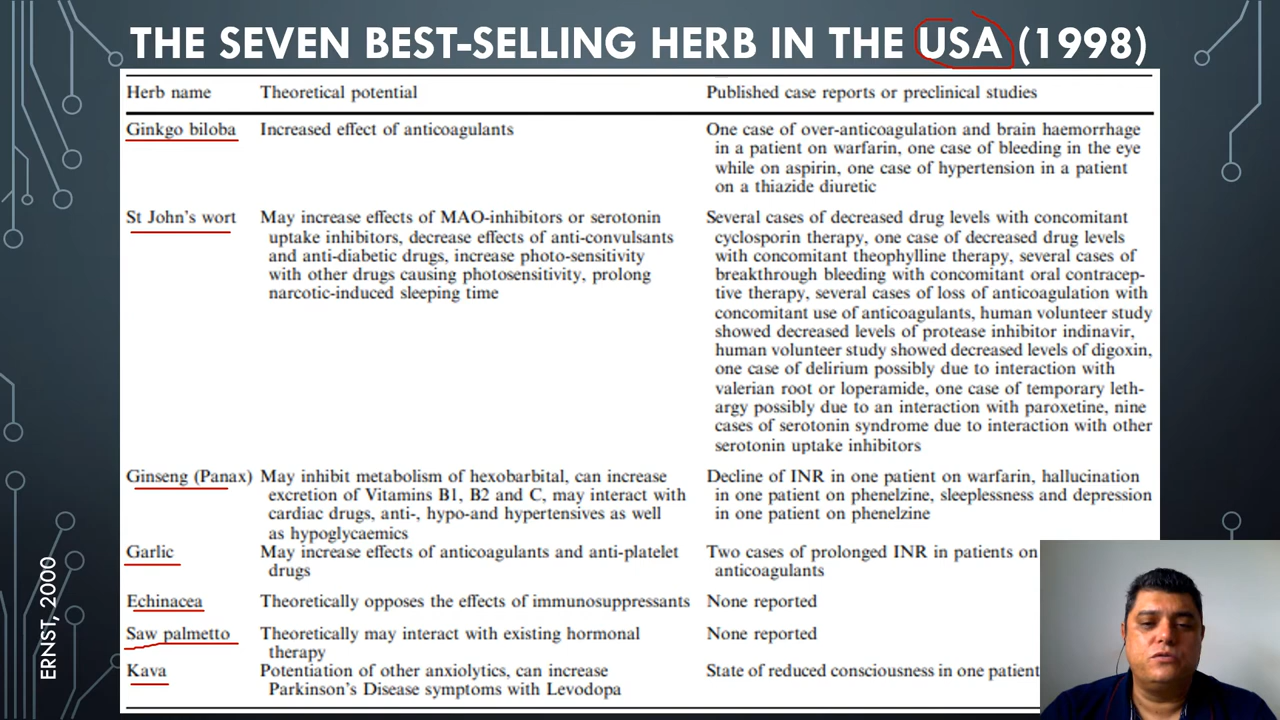 THE SEVEN BEST-SELLING HERB IN THE USA (1998)
Herb name Theoretical potential Published case reports or preclinical studies
Ginkgo biloba Increased effect of anticoagulants One case of over-anticoagulation and brain haemorrhage
in a patient on warfarin, one case of bleeding in the eye
while on aspirin, one case of hypertension in a patient
on a thiazide diuretic
St John's wort May increase effects of MAO-inhibitors or serotonin Several cases of decreased drug levels with concomitant
uptake inhibitors, decrease effects of anti-convulsants cyclosporin therapy, one case of decreased drug levels
and anti-diabetic drugs, increase photo-sensitivity with concomitant theophylline therapy, several cases of
with other drugs causing photosensitivity, prolong breakthrough bleeding with concomitant oral contracep-
narcotic-induced sleeping time tive therapy, several cases of loss of anticoagulation with
concomitant use of anticoagulants, human volunteer study
showed decreased levels of protease inhibitor indinavir,
human volunteer study showed decreased levels of digoxin,
one case of delirium possibly due to interaction with
valerian root or loperamide, one case of temporary leth-
argy possibly due to an interaction with paroxetine, nine
cases of serotonin syndrome due to interaction with other
serotonin uptake inhibitors
Ginseng (Panax) May inhibit metabolism of hexobarbital, can increase Decline of INR in one patient on warfarin, hallucination
excretion of Vitamins B1, B2 and C, may interact with in one patient on phenelzine, sleeplessness and depression
cardiac drugs, anti-, hypo-and hypertensives as well in one patient on phenelzine
as hypoglycaemics
Garlic May increase effects of anticoagulants and anti-platelet Two cases of prolonged INR in patients on
drugs anticoagulants
Echinacea Theoretically opposes the effects of immunosuppressants None reported
Saw palmetto Theoretically may interact with existing hormonal None reported
therapy
Kava Potentiation of other anxiolytics, can increase State of reduced consciousness in one patient
Parkinson's Disease symptoms with Levodopa
ERNST, 2000